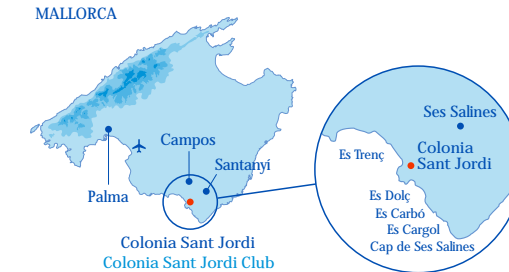 MALLORCA
Campos
Santanyí
Palma
Colonia Sant Jordi
Colonia Sant Jordi Club
Ses Salines
Colonia
Sant Jordi
Es Trenç
Es Dolç
Es Carbó
Es Cargol
Cap de Ses Salines